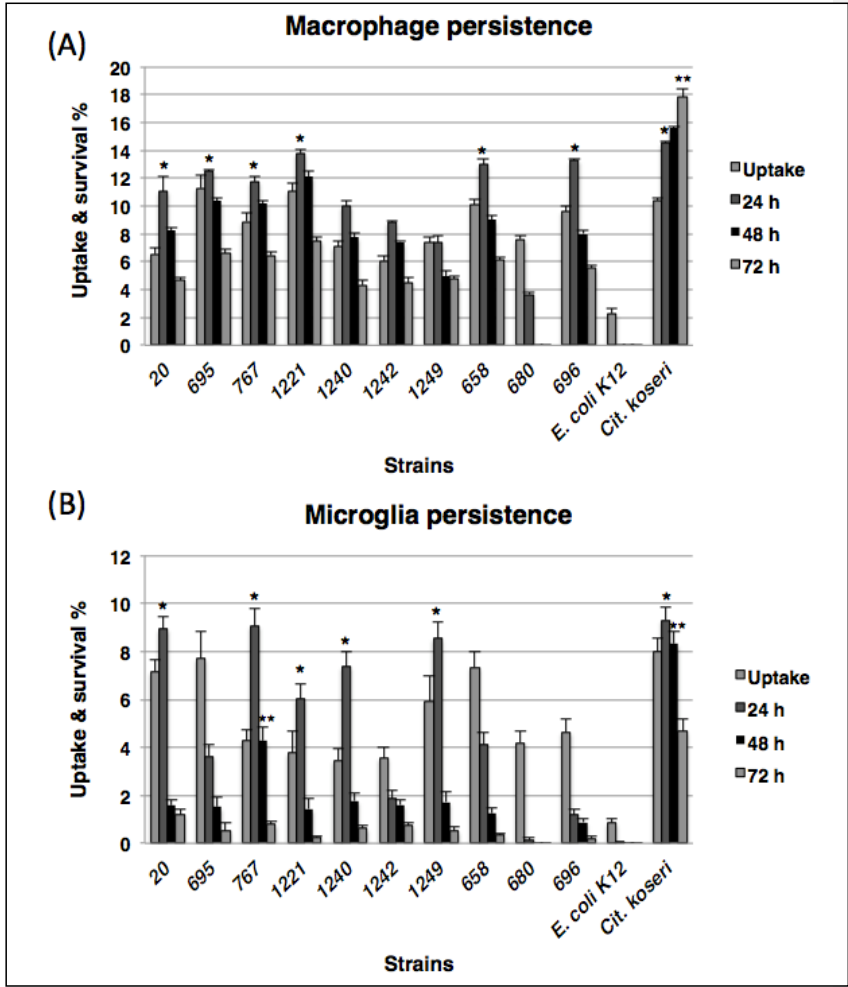 (A)
Macrophage persistence
Uptake & survival %
20
18
16
14
12
10
8
6
4
2
0
* * * * * * * **
Uptake
24 h
48 h
72 h
20 695 767 1221 1240 1242 1249 658 680 696 E. coli K12 Cit. koseri
Strains
(B)
Microglia persistence
Uptake & survival %
12
10
8
6
4
2
0
* * ** * * * * **
Uptake
24 h
48 h
72 h
20 695 767 1221 1240 1242 1249 658 680 696 E. coli K12 Cit. koseri
Strains